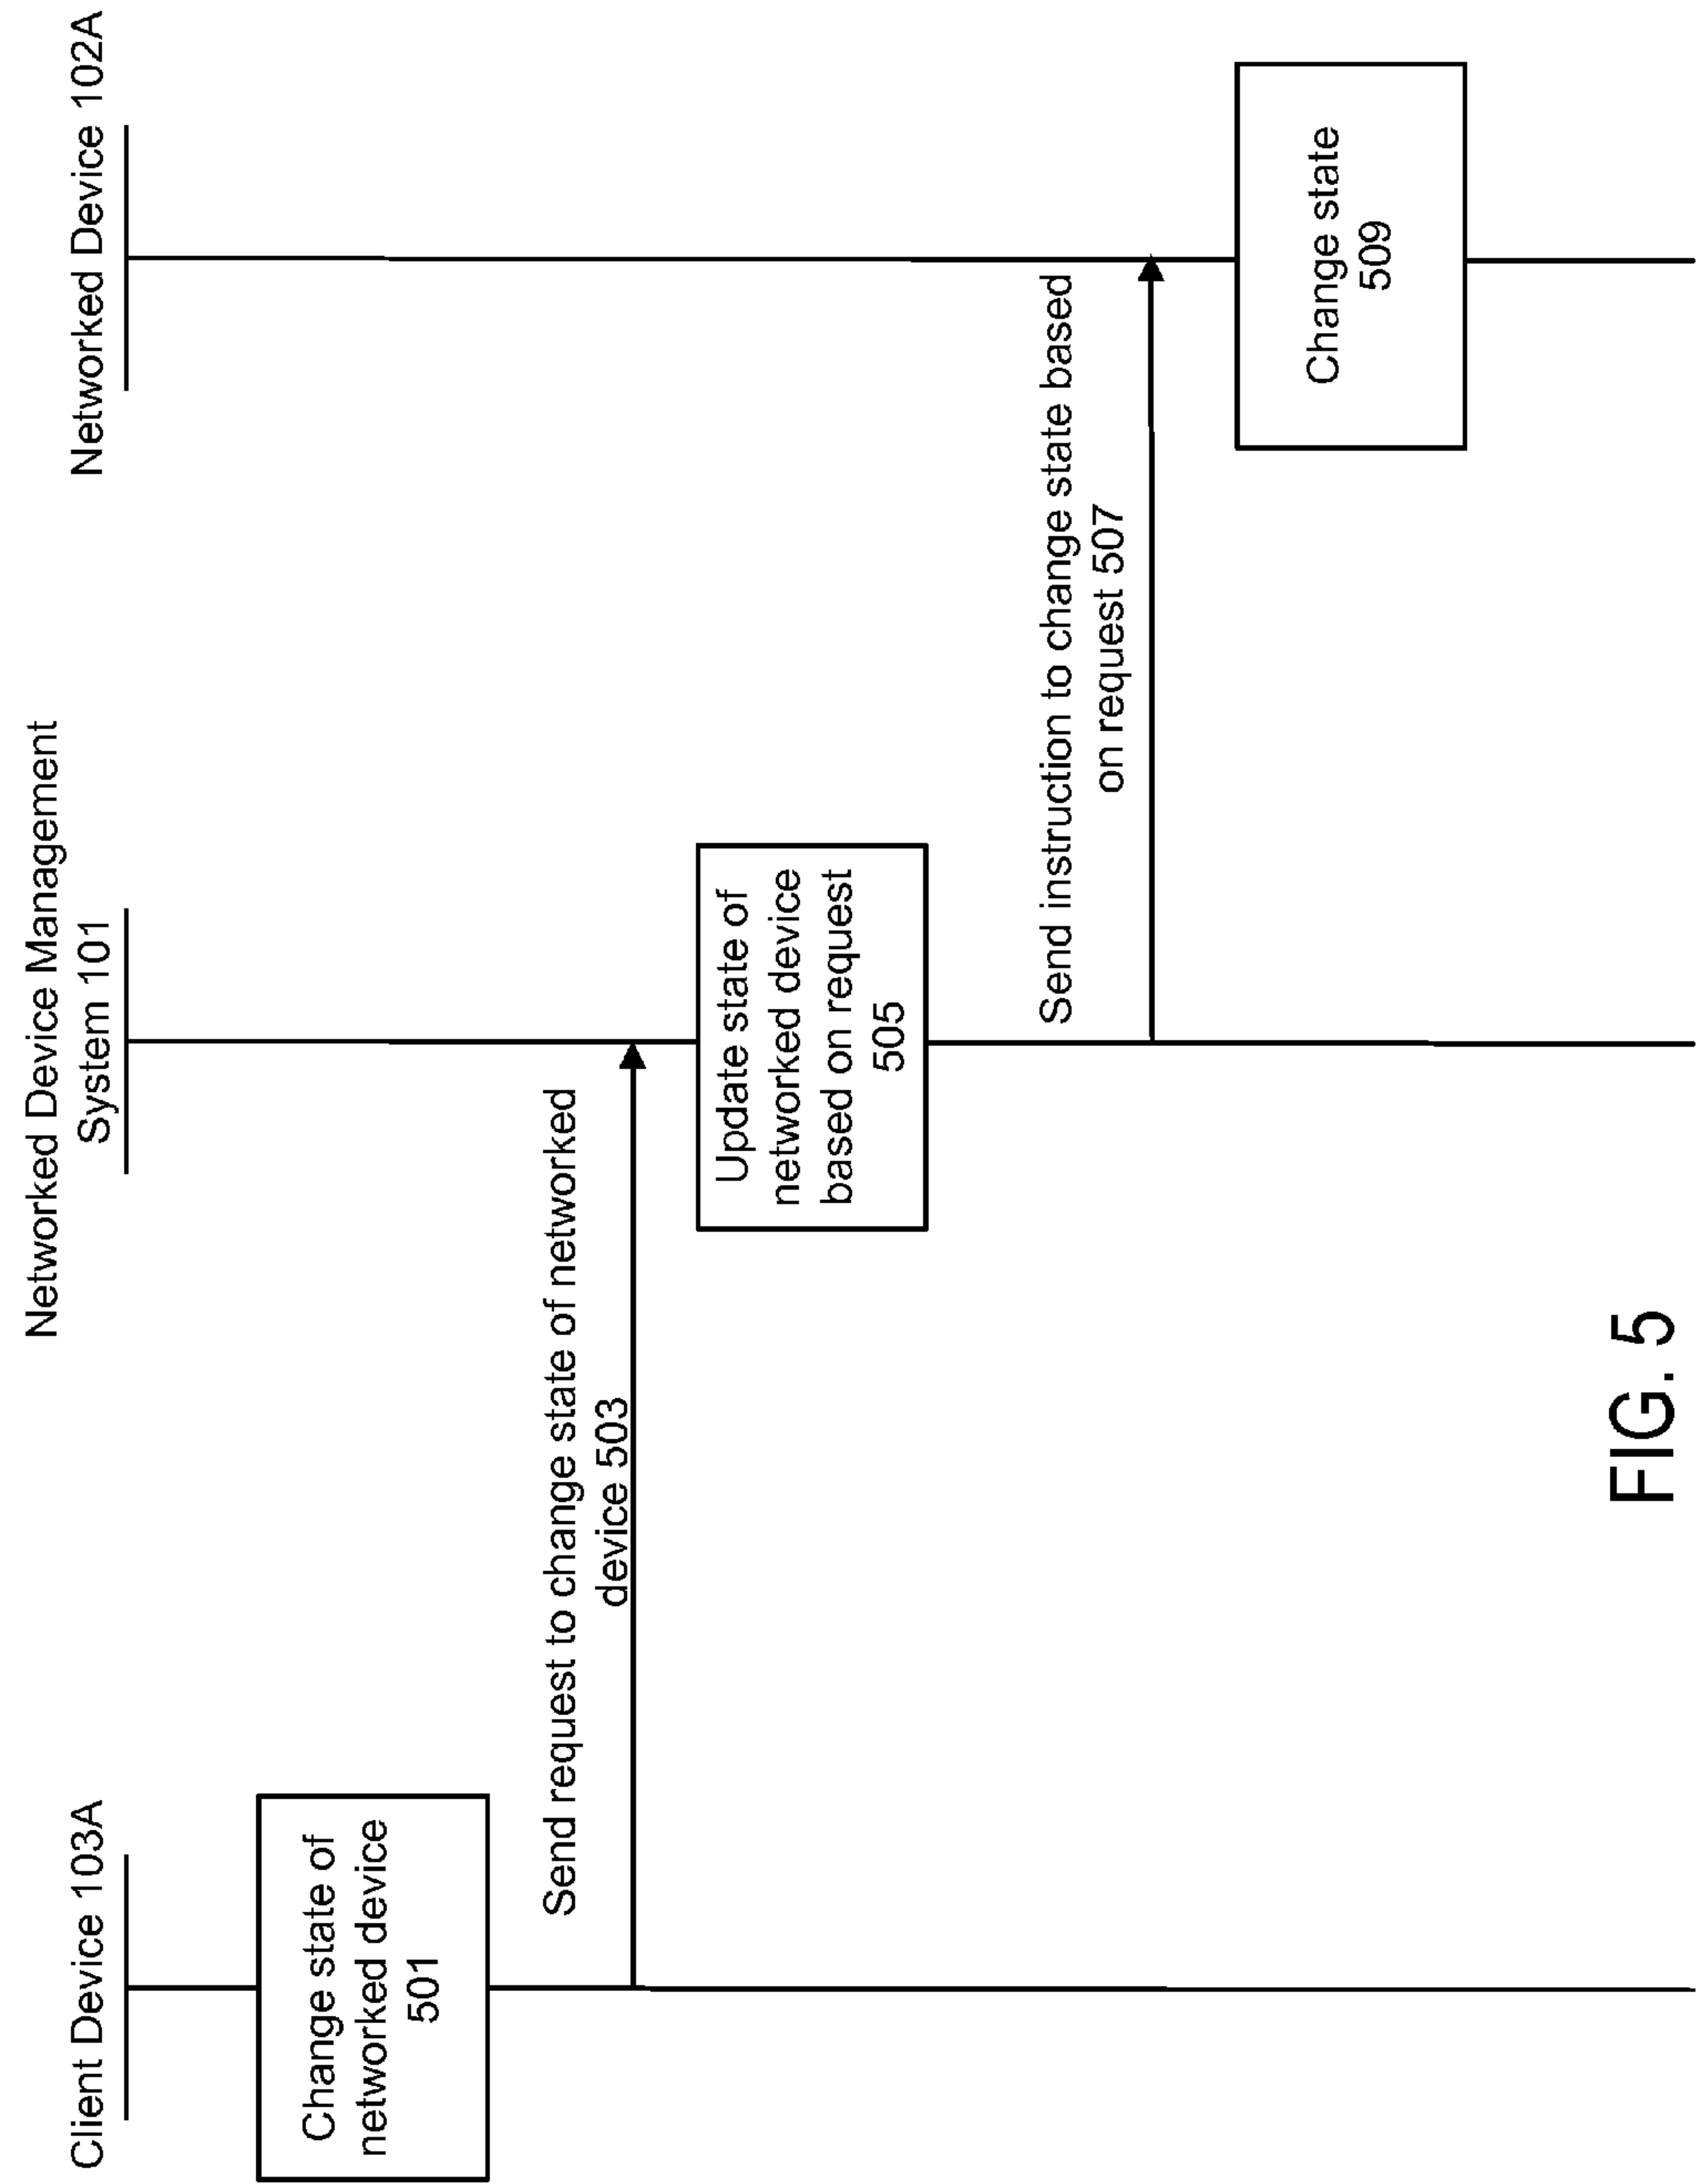 Client Device 103A
Networked Device Management
System 101
Networked Device 102A
Change state of
networked device
501
Send request to change state of networked
device 503
Update state of
networked device
based on request
505
Send instruction to change state based
on request 507
Change state
509
FIG. 5